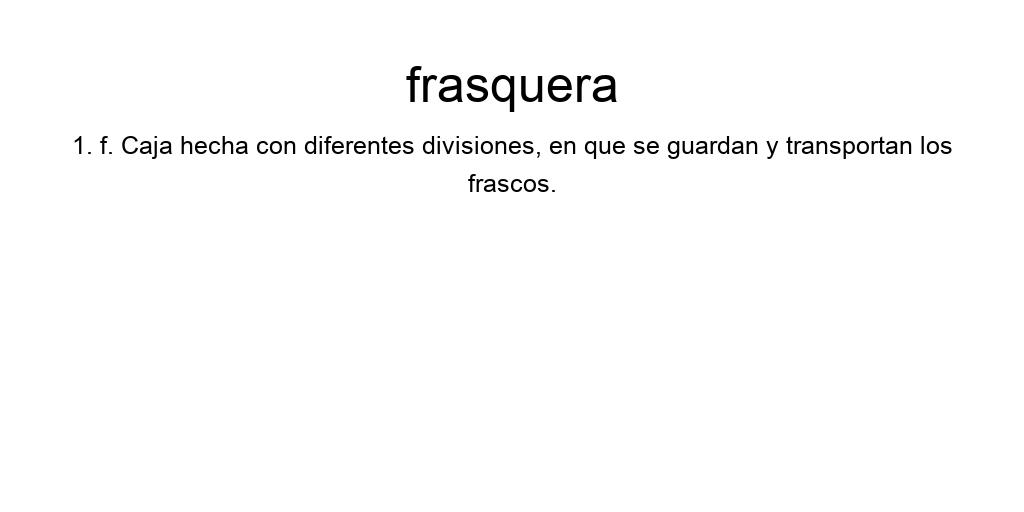 frasquera
1. f. Caja hecha con diferentes divisiones, en que se guardan y transportan los
frascos.